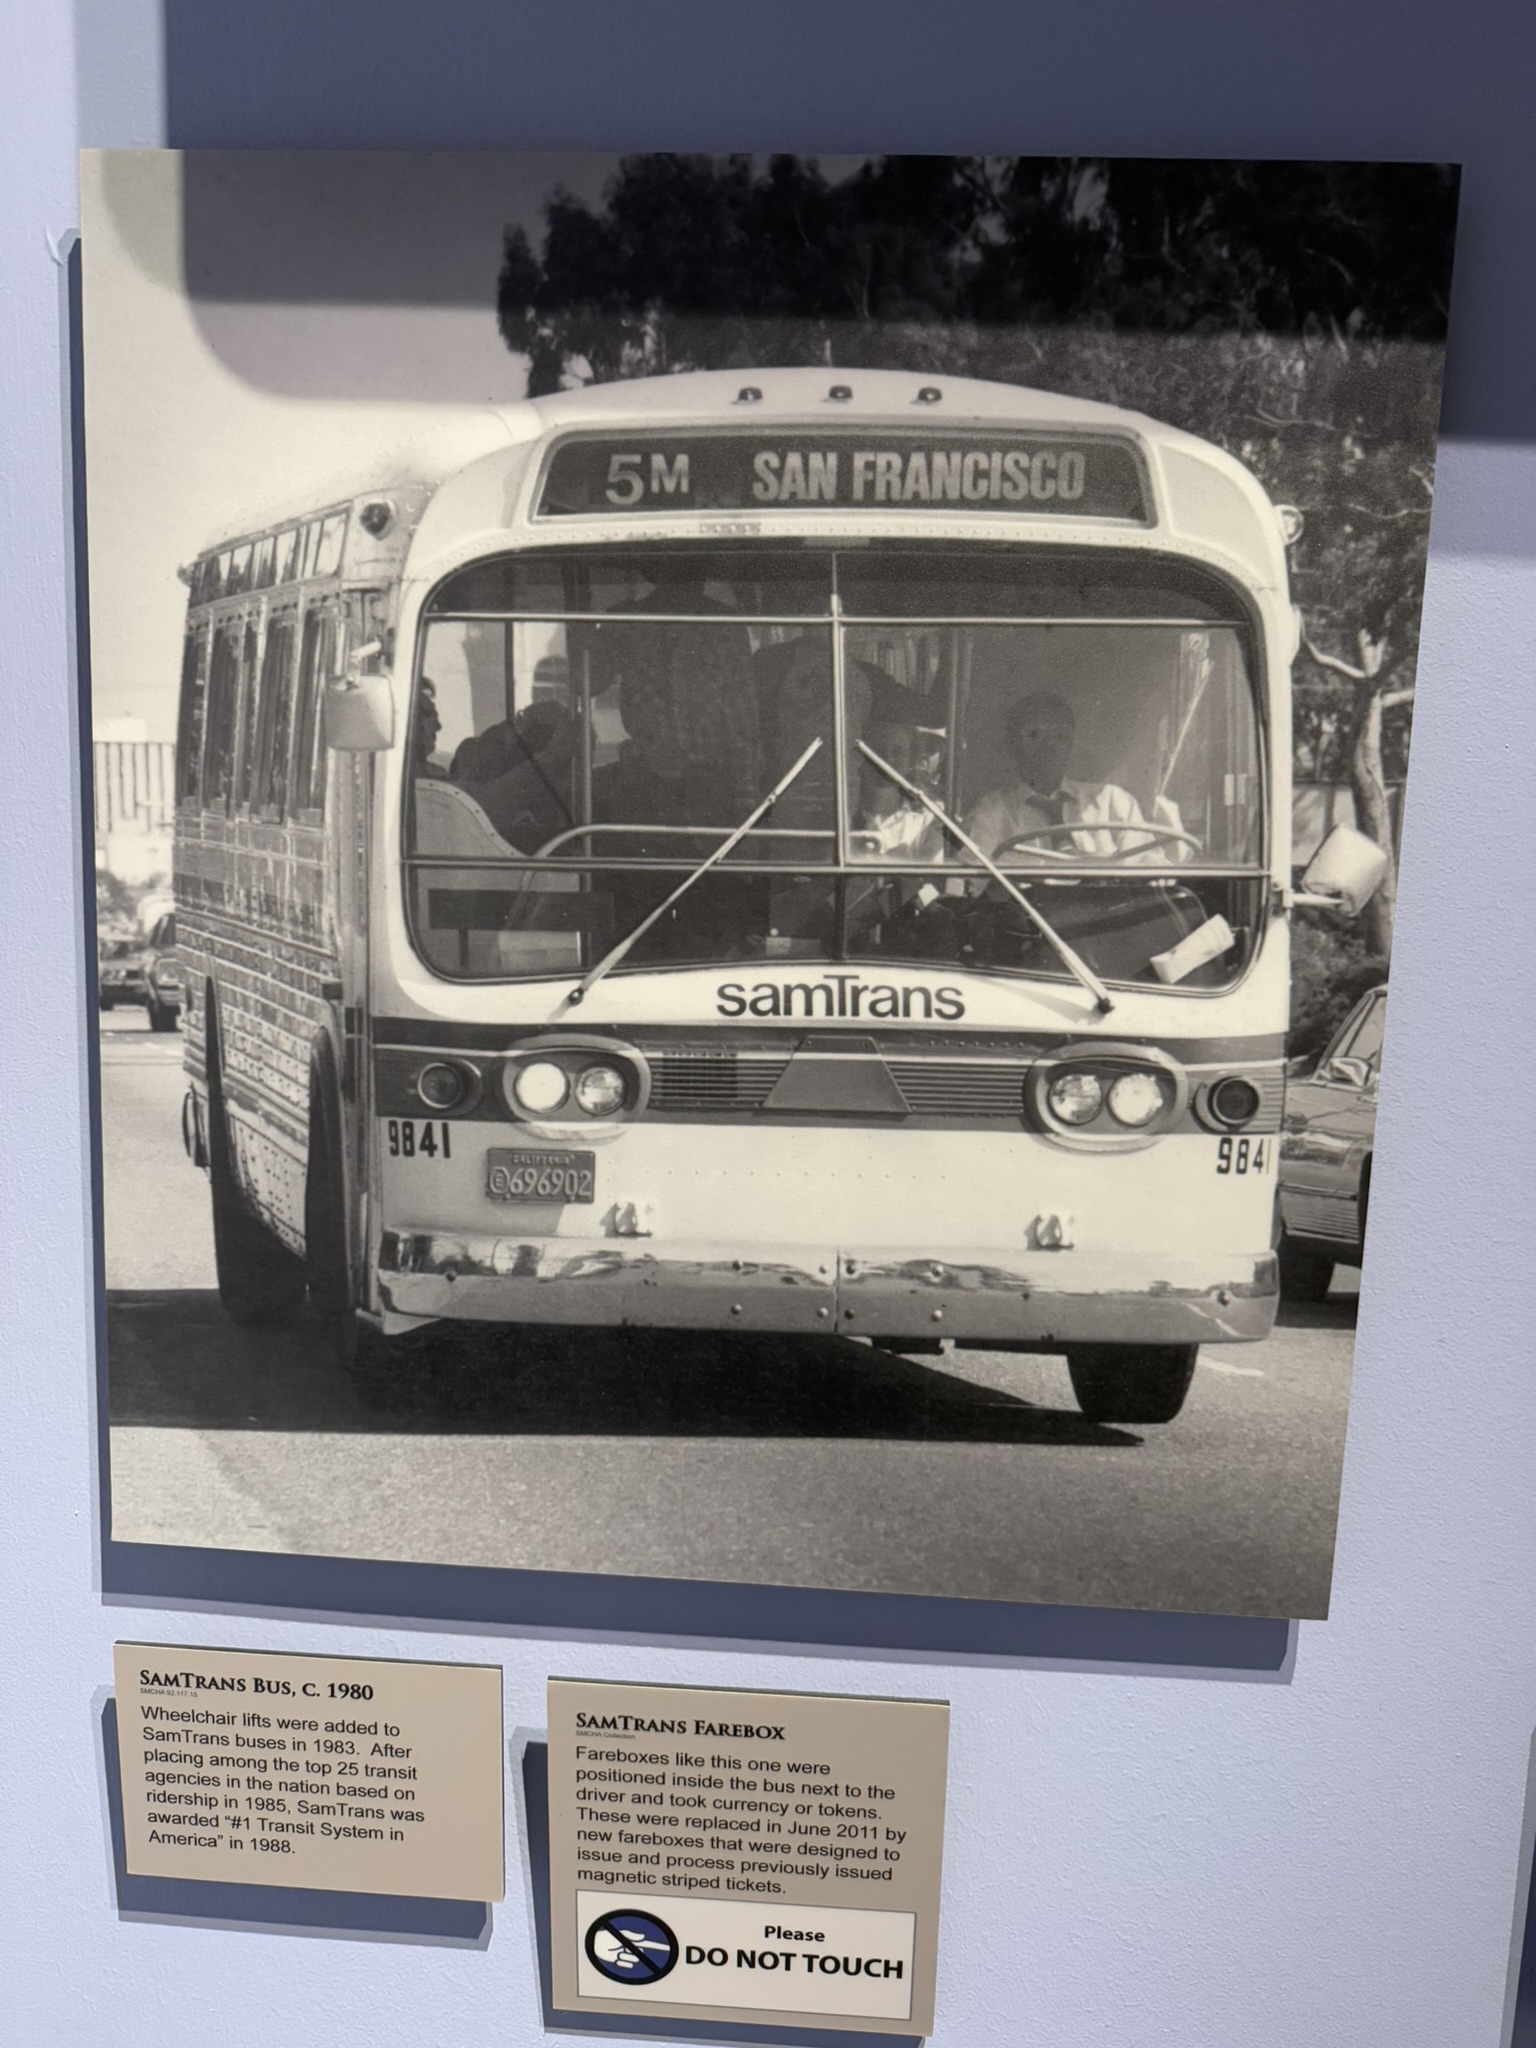 5M SAN FRANCISCO
samTrans
9841
9841
CALIFORNIA
E 696902
SAMTRANS BUS, C. 1980
SMCHA 92.117.15
Wheelchair lifts were added to
SamTrans buses in 1983. After
placing among the top 25 transit
agencies in the nation based on
ridership in 1985, SamTrans was
awarded “#1 Transit System in
America” in 1988.
SAMTRANS FAREBOX
SMCHA Collection
Fareboxes like this one were
positioned inside the bus next to the
driver and took currency or tokens.
These were replaced in June 2011 by
new fareboxes that were designed to
issue and process previously issued
magnetic striped tickets.
Please
DO NOT TOUCH